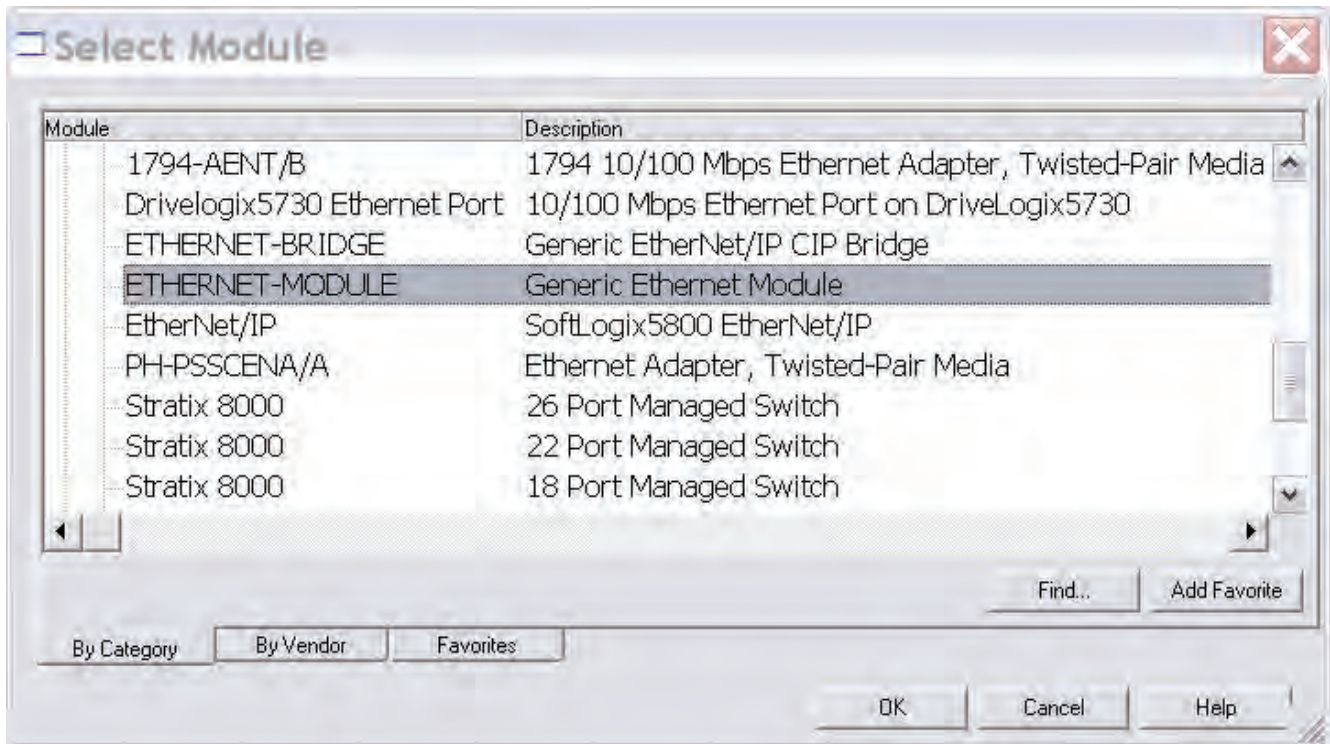 Select Module
Module Description
1794-AENT/B 1794 10/100 Mbps Ethernet Adapter, Twisted-Pair Media
Drivelogix5730 Ethernet Port 10/100 Mbps Ethernet Port on DriveLogix5730
ETHERNET-BRIDGE Generic EtherNet/IP CIP Bridge
ETHERNET-MODULE Generic Ethernet Module
EtherNet/IP SoftLogix5800 EtherNet/IP
PH-PSSCENA/A Ethernet Adapter, Twisted-Pair Media
Stratix 8000 26 Port Managed Switch
Stratix 8000 22 Port Managed Switch
Stratix 8000 18 Port Managed Switch
Find... Add Favorite
By Category By Vendor Favorites
OK Cancel Help